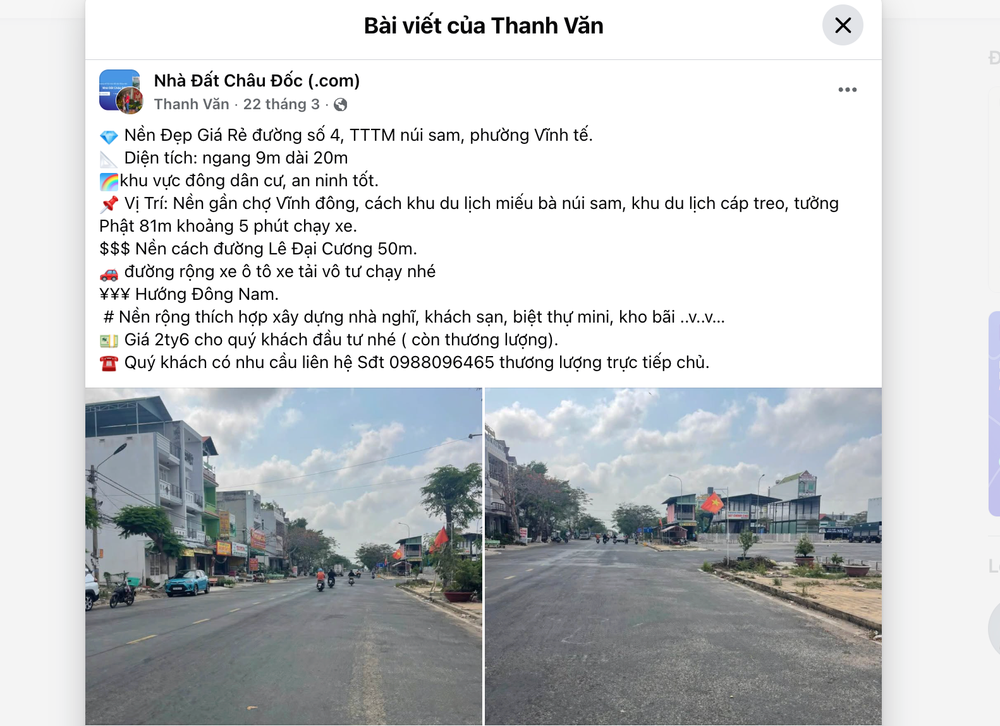 Bài viết của Thanh Văn
Nhà Đất Châu Đốc (.com)
Thanh Văn · 22 tháng 3 ·
💎 Nền Đẹp Giá Rẻ đường số 4, TTTM núi sam, phường Vĩnh tế.
📐 Diện tích: ngang 9m dài 20m
🌈khu vực đông dân cư, an ninh tốt.
📌 Vị Trí: Nền gần chợ Vĩnh đông, cách khu du lịch miếu bà núi sam, khu du lịch cáp treo, tưởng
Phật 81m khoảng 5 phút chạy xe.
$$$ Nền cách đường Lê Đại Cương 50m.
🚗 đường rộng xe ô tô xe tải vô tư chạy nhé
¥¥¥ Hướng Đông Nam.
# Nền rộng thích hợp xây dựng nhà nghĩ, khách sạn, biệt thự mini, kho bãi ..v..v...
💵 Giá 2ty6 cho quý khách đầu tư nhé ( còn thương lượng).
☎️ Quý khách có nhu cầu liên hệ Sđt 0988096465 thương lượng trực tiếp chủ.